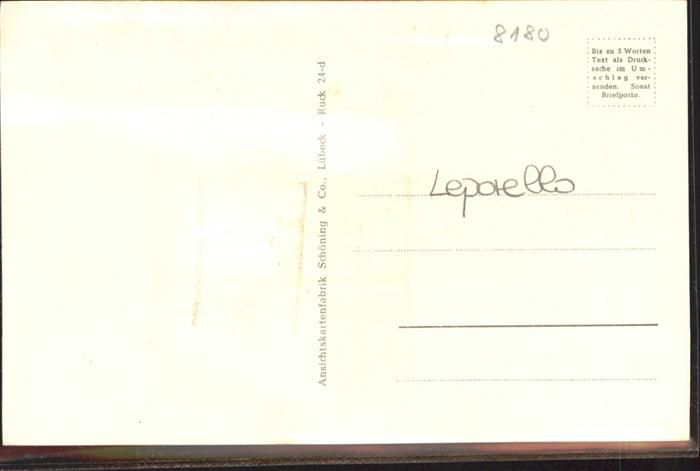 8180
Bis zu 5 Worten
Text als Druck-
sache im Um-
schlag ver-
senden. Sonst
Briefporto.
Leporello
Ansichtskartenfabrik Schöning & Co., Lübeck - Ruck 24-d